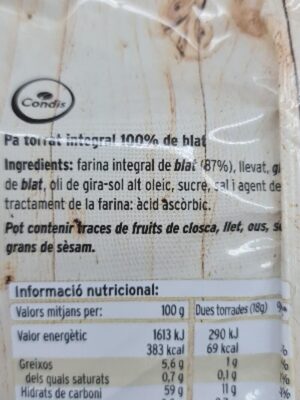 Condis
Pa torrat integral 100% de blat
Ingredients: farina integral de blat (87%), llevat,
de blat, oli de gira-sol alt oleic, sucre, sal i agent de
tractament de la farina: àcid ascòrbic.
Pot contenir traces de fruits de closca, llet, ous,
grans de sèsam.
Informació nutricional:
Valors mitjans per: 100 g Dues torrades (18g)
Valor energètic 1613 kJ 290 kJ
383 kcal 69 kcal
Greixos 5,6 g 1 g
dels quals saturats 0,7 g 0,1 g
Hidrats de carboni 59 g 11 g